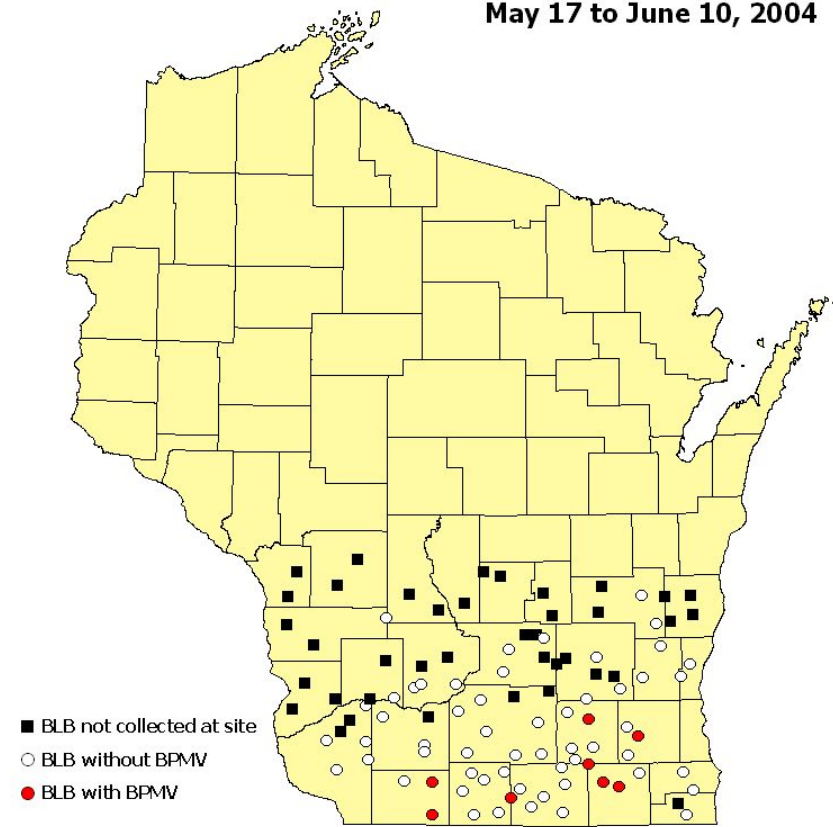 May 17 to June 10, 2004
BLB not collected at site
BLB without BPMV
BLB with BPMV